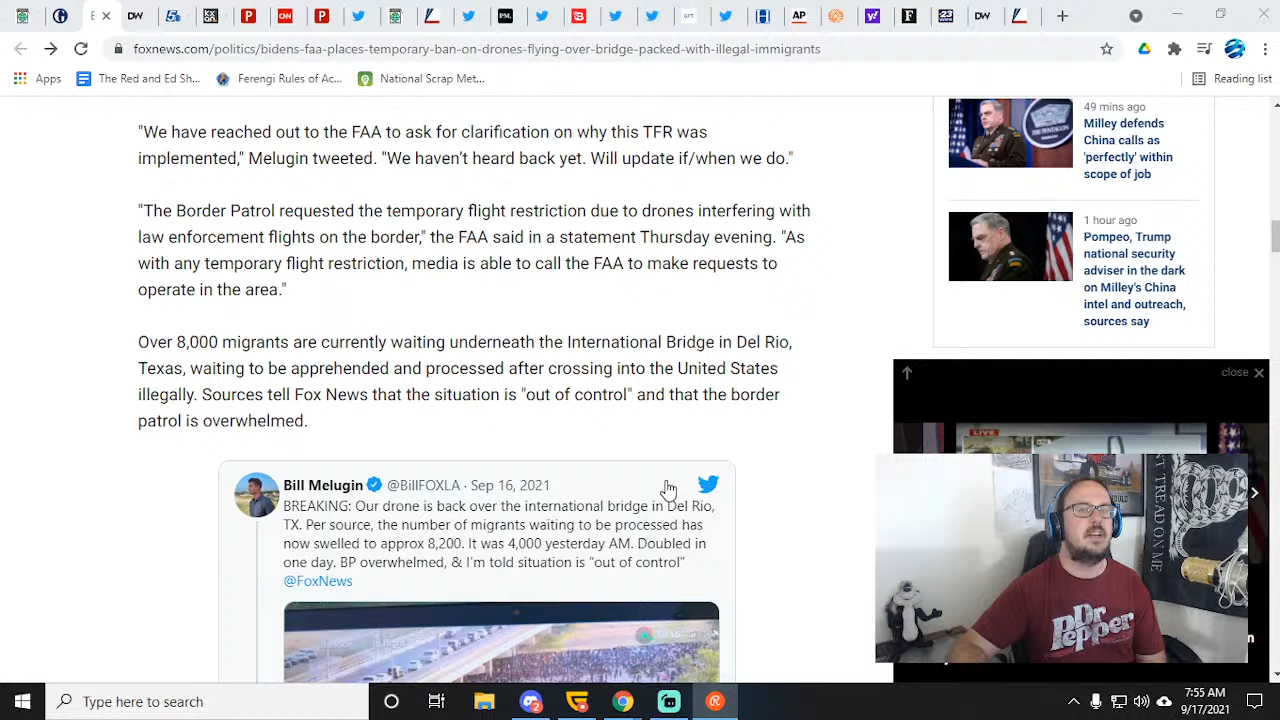 DW
P
CNN
P
PM.
GPT.
H
AP
Y!
F
DW
foxnews.com/politics/bidens-faa-places-temporary-ban-on-drones-flying-over-bridge-packed-with-illegal-immigrants
Apps
The Red and Ed Sh...
Ferengi Rules of Ac...
National Scrap Met...
Reading list
"We have reached out to the FAA to ask for clarification on why this TFR was
implemented," Melugin tweeted. "We haven't heard back yet. Will update if/when we do."
"The Border Patrol requested the temporary flight restriction due to drones interfering with
law enforcement flights on the border," the FAA said in a statement Thursday evening. "As
with any temporary flight restriction, media is able to call the FAA to make requests to
operate in the area."
Over 8,000 migrants are currently waiting underneath the International Bridge in Del Rio,
Texas, waiting to be apprehended and processed after crossing into the United States
illegally. Sources tell Fox News that the situation is "out of control" and that the border
patrol is overwhelmed.
Bill Melugin @BillFOXLA · Sep 16, 2021
BREAKING: Our drone is back over the international bridge in Del Rio,
TX. Per source, the number of migrants waiting to be processed has
now swelled to approx 8,200. It was 4,000 yesterday AM. Doubled in
one day. BP overwhelmed, & I'm told situation is “out of control”
@FoxNews
49 mins ago
Milley defends
China calls as
'perfectly' within
scope of job
1 hour ago
Pompeo, Trump
national security
adviser in the dark
on Milley's China
intel and outreach,
sources say
close
LIVE
T TREAD ON ME
Dr
Pepper
Type here to search
2
7:55 AM
9/17/2021